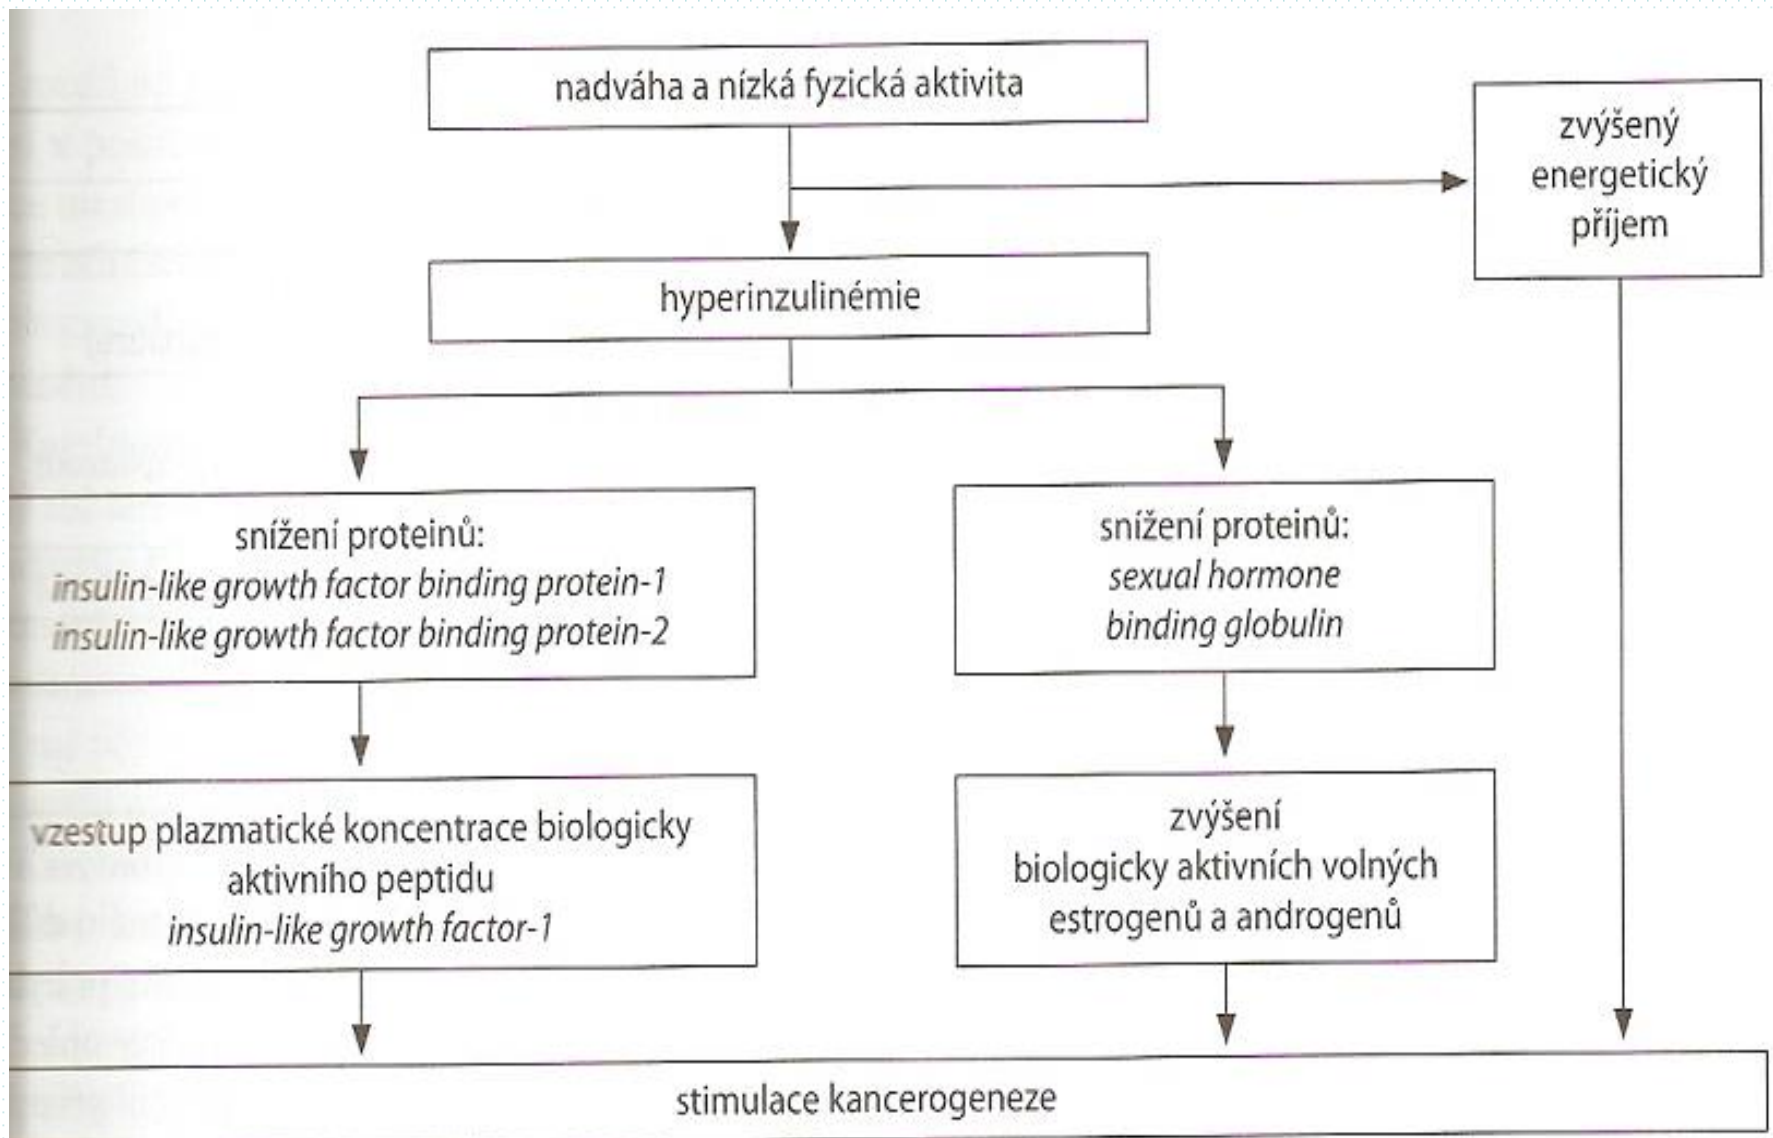 nadváha a nízká fyzická aktivita
zvýšený
energetický
příjem
hyperinzulinémie
snížení proteinů:
insulin-like growth factor binding protein-1
insulin-like growth factor binding protein-2
snížení proteinů:
sexual hormone
binding globulin
vzestup plazmatické koncentrace biologicky
aktivního peptidu
insulin-like growth factor-1
zvýšení
biologicky aktivních volných
estrogenů a androgenů
stimulace kancerogeneze